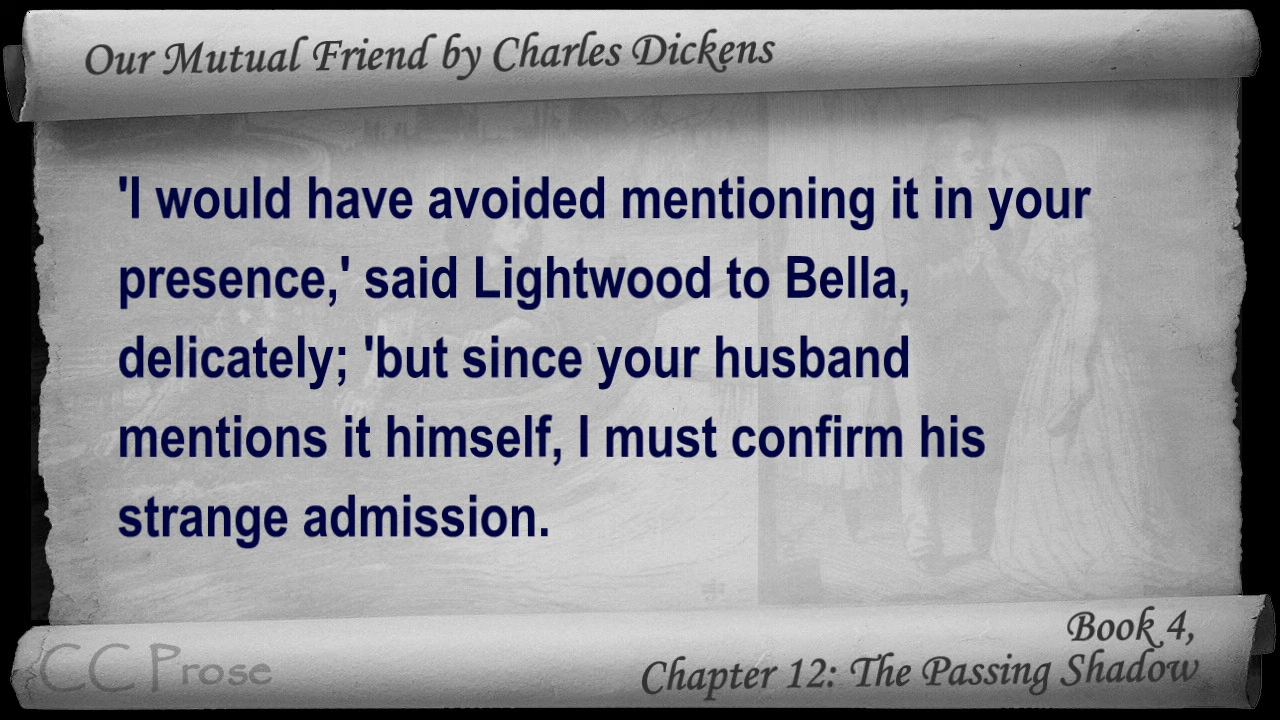 Our Mutual Friend by Charles Dickens
'I would have avoided mentioning it in your
presence,' said Lightwood to Bella,
delicately; 'but since your husband
mentions it himself, I must confirm his
strange admission.
Book 4,
Chapter 12: The Passing Shadow
CC Prose